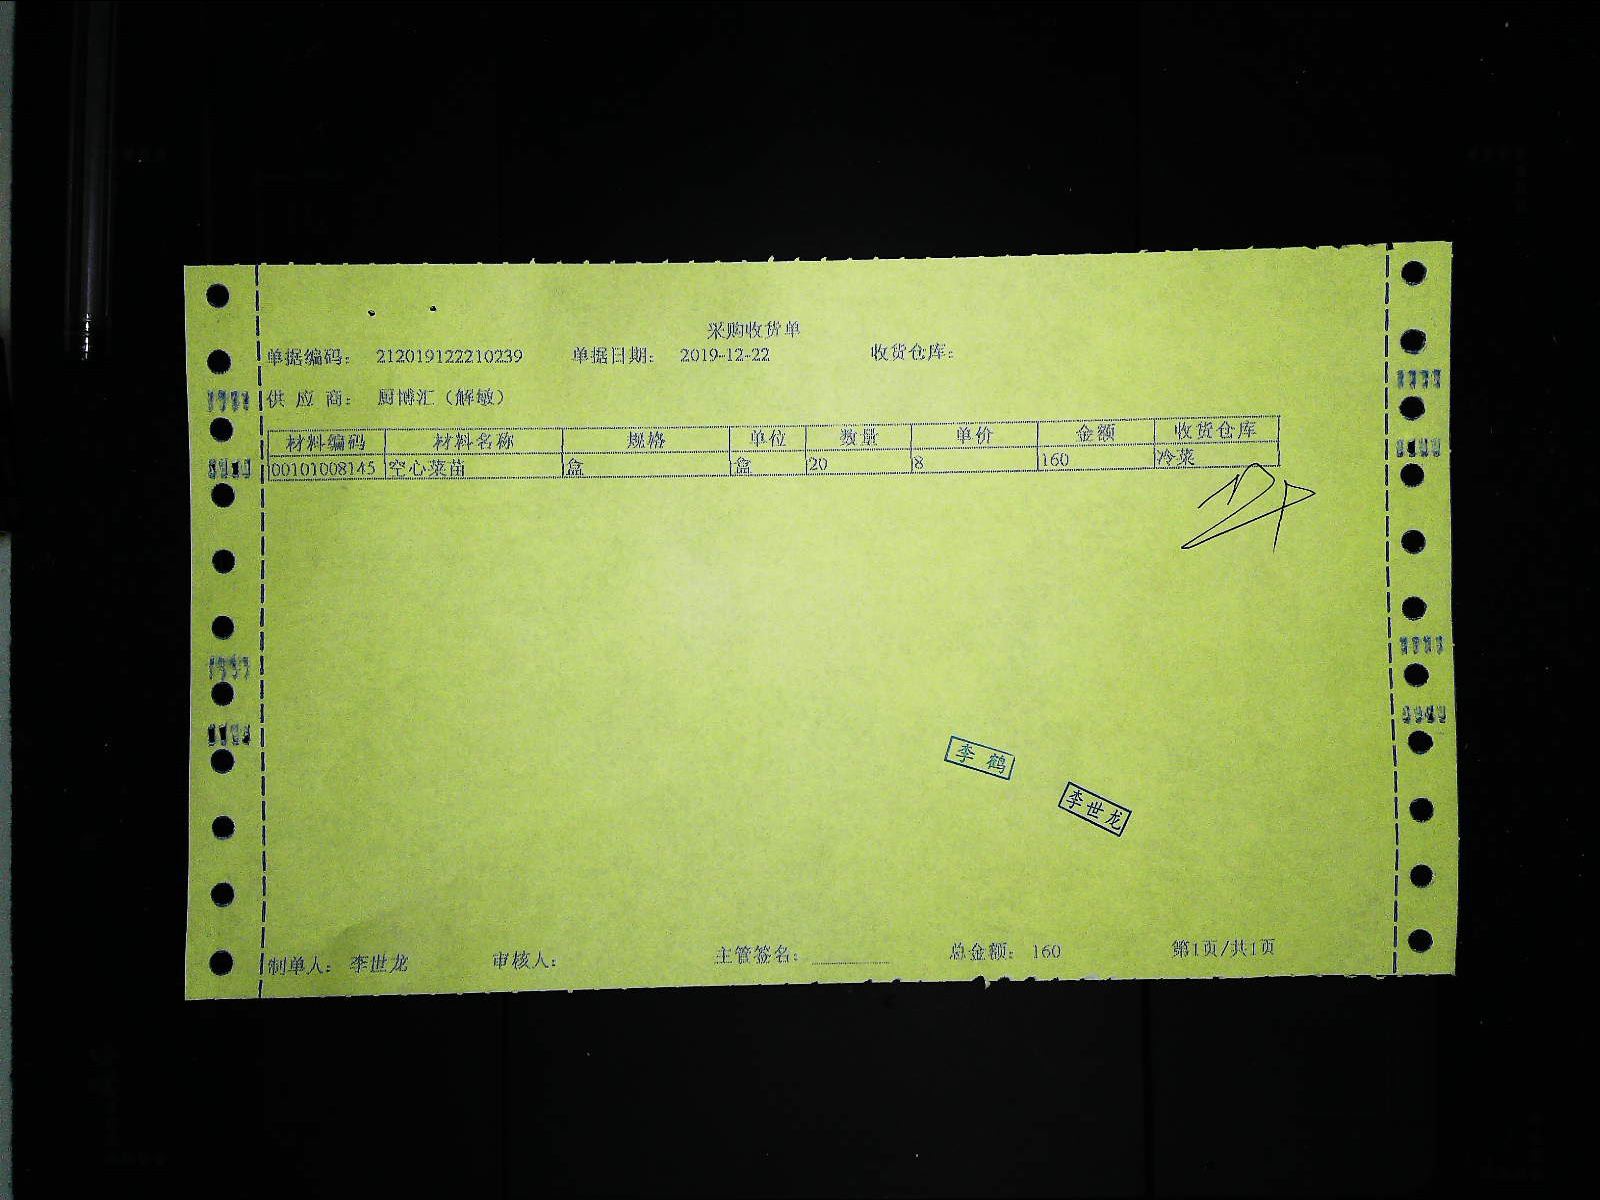 采购收货单
单据编码： 212019122210239 单据日期： 2019-12-22 收货仓库：
供 应 商： 厨博汇（解敏）
材料编码 材料名称 规格 单位 数量 单价 金额 收货仓库
00101008145 空心菜苗 盒 盒 20 8 160 冷菜
李 鹤
李世龙
制单人： 李世龙 审核人： 主管签名： 总金额： 160 第1页/共1页